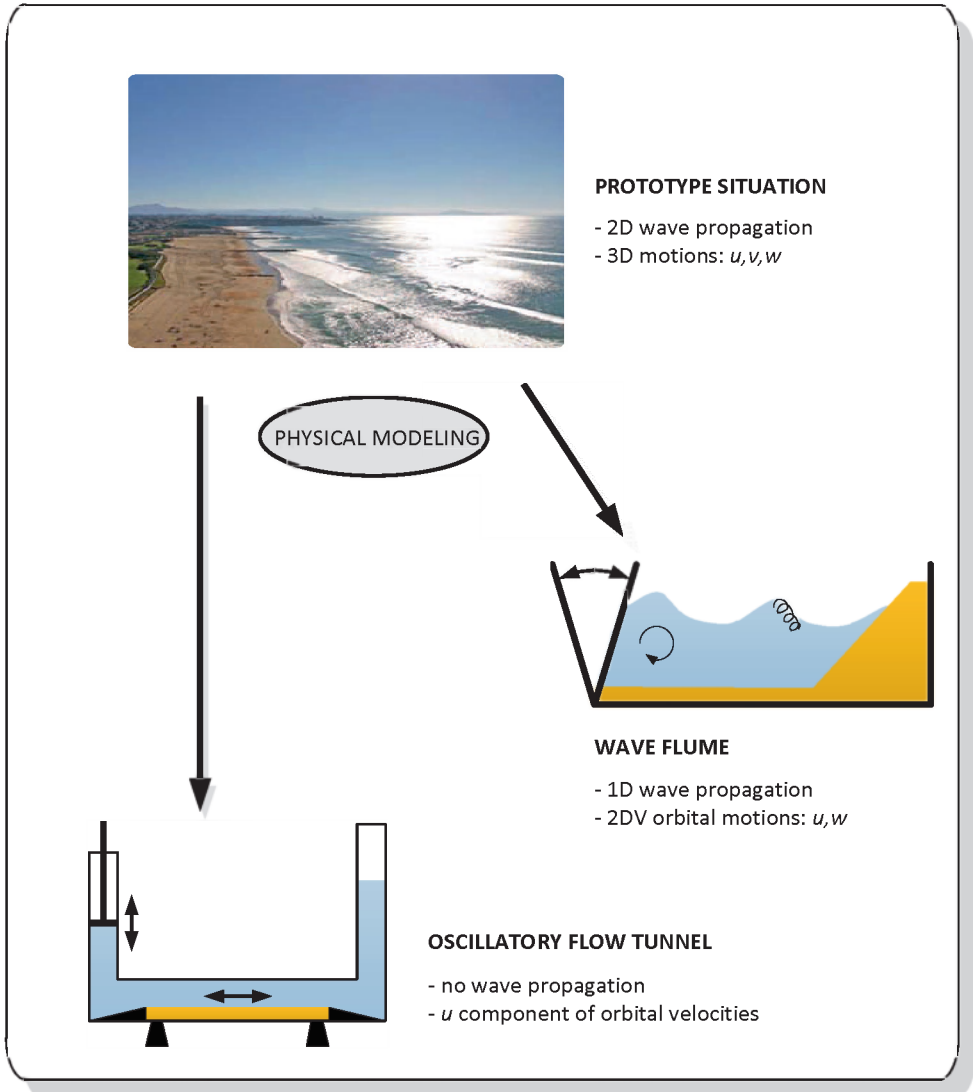 PROTOTYPE SITUATION
- 2D wave propagation
- 3D motions: u,v,w
PHYSICAL MODELING
WAVE FLUME
- 1D wave propagation
- 2DV orbital motions: u,w
OSCILLATORY FLOW TUNNEL
- no wave propagation
- u component of orbital velocities